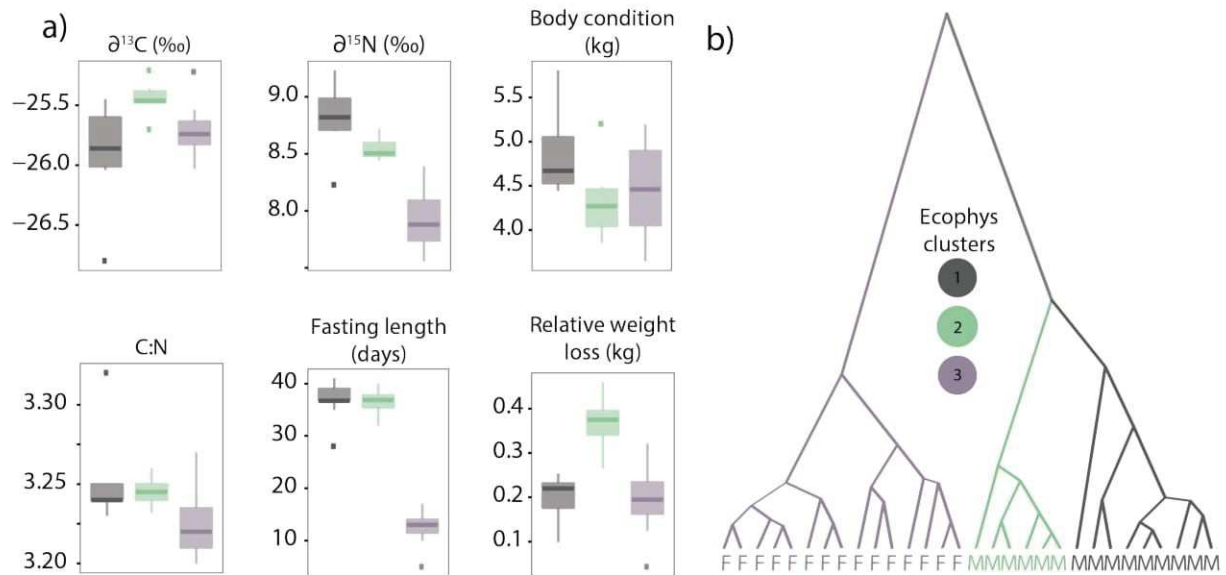 a)
∂¹³C (‰)
−25.5
−26.0
−26.5
∂¹⁵N (‰)
9.0
8.5
8.0
Body condition
(kg)
5.5
5.0
4.5
4.0
C:N
3.30
3.25
3.20
Fasting length
(days)
40
30
20
10
Relative weight
loss (kg)
0.4
0.3
0.2
0.1
b)
Ecophys
clusters
1
2
3
F F F F F F F F F F F F F F F M M M M M M M M M M M M M M M